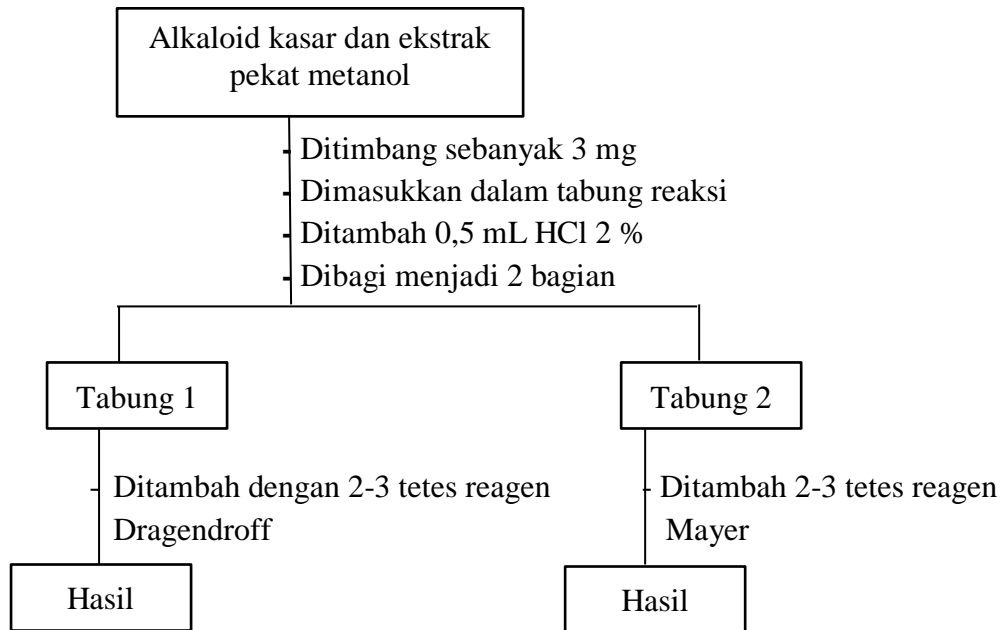 Alkaloid kasar dan ekstrak
pekat metanol
- Ditimbang sebanyak 3 mg
- Dimasukkan dalam tabung reaksi
- Ditambah 0,5 mL HCl 2 %
- Dibagi menjadi 2 bagian
Tabung 1
Tabung 2
- Ditambah dengan 2-3 tetes reagen
Dragendroff
- Ditambah 2-3 tetes reagen
Mayer
Hasil
Hasil